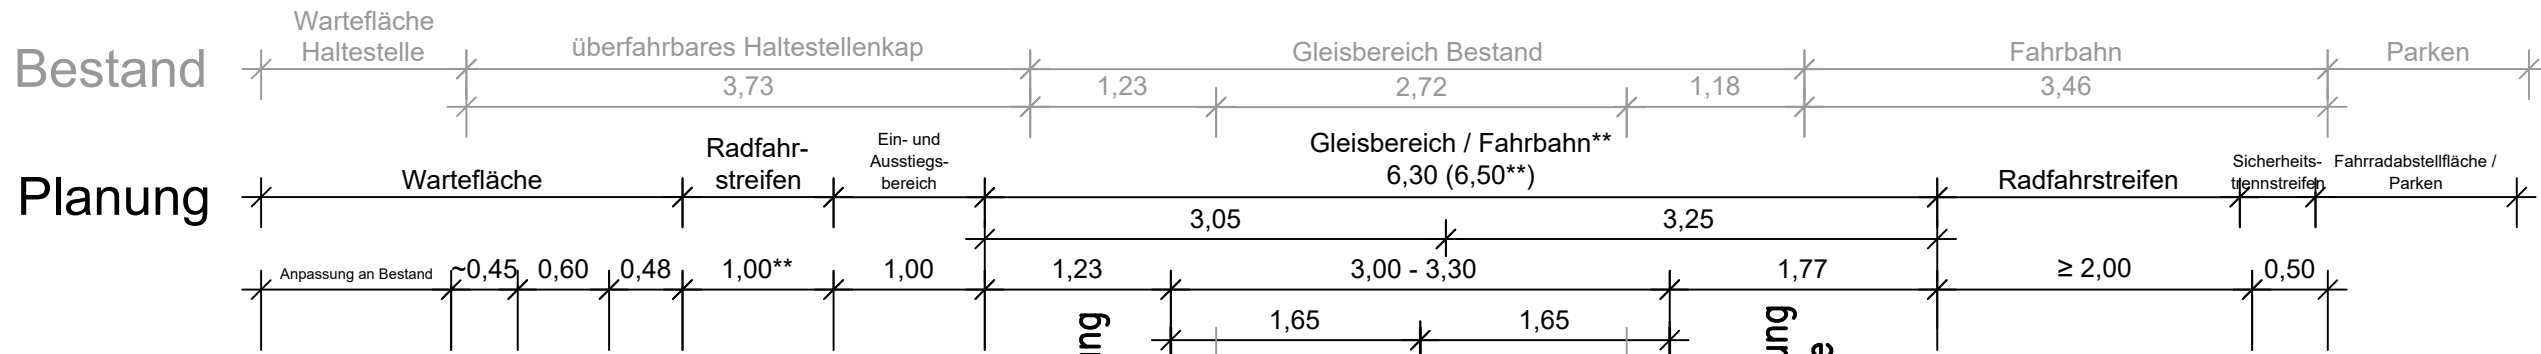 Wartefläche
Haltestelle
überfahrbares Haltestellenkap
Gleisbereich Bestand
Fahrbahn
Parken
Bestand
3,73
1,23
2,72
1,18
3,46
Gleisbereich / Fahrbahn**
6,30 (6,50**)
Radfahr-
streifen
Ein- und
Ausstiegs-
bereich
Planung
Wartefläche
Radfahrstreifen
Sicherheits-
trennstreifen
Fahrradabstellfläche /
Parken
3,05
3,25
Anpassung an Bestand
~0,45
0,60
0,48
1,00**
1,00
1,23
3,00 - 3,30
1,77
≥ 2,00
0,50
1,65
1,65